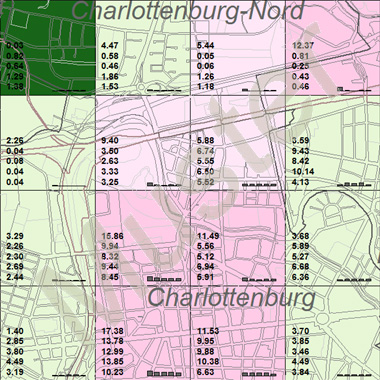 Charlottenburg-Nord
0.03 4.47 5.44 12.37
0.82 0.58 0.05 0.81
0.64 0.46 0.06 0.25
1.29 1.86 1.26 0.43
1.38 1.53 1.18 0.46
2.26 9.40 5.88 3.59
0.04 3.60 6.74 9.43
0.08 2.63 5.55 8.42
0.04 3.33 6.50 10.14
0.04 3.25 5.62 4.13
3.29 15.86 11.49 3.68
2.26 9.94 5.56 5.89
2.30 8.32 5.12 5.27
2.69 9.44 6.94 6.68
2.44 8.45 5.91 6.36
Charlottenburg
1.40 17.38 11.53 3.70
2.85 13.78 9.95 3.85
3.80 12.99 9.88 3.46
4.49 13.85 10.38 4.49
3.19 10.23 6.63 3.84
Muster